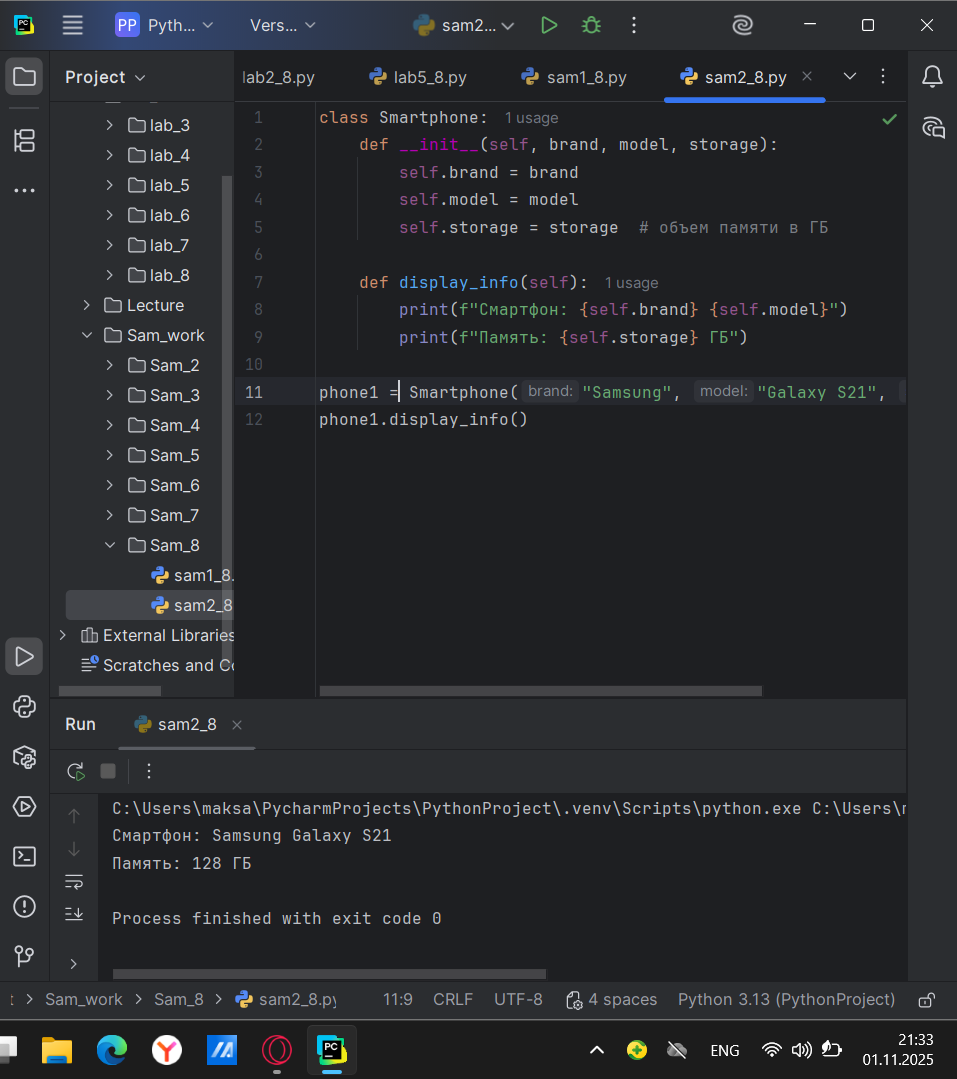 PC
PP Pyth...
Vers...
sam2...
Project
lab2_8.py
lab5_8.py
sam1_8.py
sam2_8.py
lab_3
lab_4
lab_5
lab_6
lab_7
lab_8
Lecture
Sam_work
Sam_2
Sam_3
Sam_4
Sam_5
Sam_6
Sam_7
Sam_8
sam1_8.
sam2_8
External Libraries
Scratches and Co
1 class Smartphone: 1 usage
2 def __init__(self, brand, model, storage):
3 self.brand = brand
4 self.model = model
5 self.storage = storage # объем памяти в ГБ
6
7 def display_info(self): 1 usage
8 print(f"Смартфон: {self.brand} {self.model}")
9 print(f"Память: {self.storage} ГБ")
10
11 phone1 = Smartphone( brand: "Samsung", model: "Galaxy S21",
12 phone1.display_info()
Run
sam2_8
C:\Users\maksa\PycharmProjects\PythonProject\.venv\Scripts\python.exe C:\Users\m
Смартфон: Samsung Galaxy S21
Память: 128 ГБ
Process finished with exit code 0
Sam_work
Sam_8
sam2_8.py
11:9
CRLF
UTF-8
4 spaces
Python 3.13 (PythonProject)
PC
ENG
21:33
01.11.2025